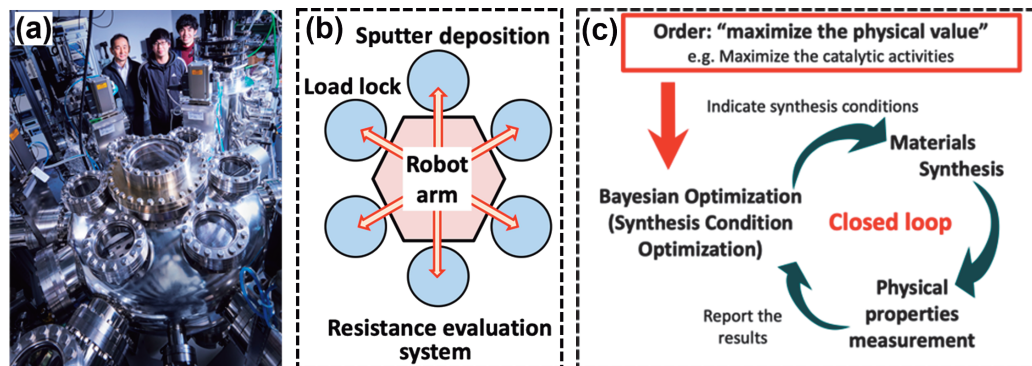 (a)
(b)
Sputter deposition
Load lock
Robot
arm
Resistance evaluation
system
(c)
Order: “maximize the physical value”
e.g. Maximize the catalytic activities
Indicate synthesis conditions
Materials
Synthesis
Bayesian Optimization
(Synthesis Condition
Optimization)
Closed loop
Physical
properties
measurement
Report the
results